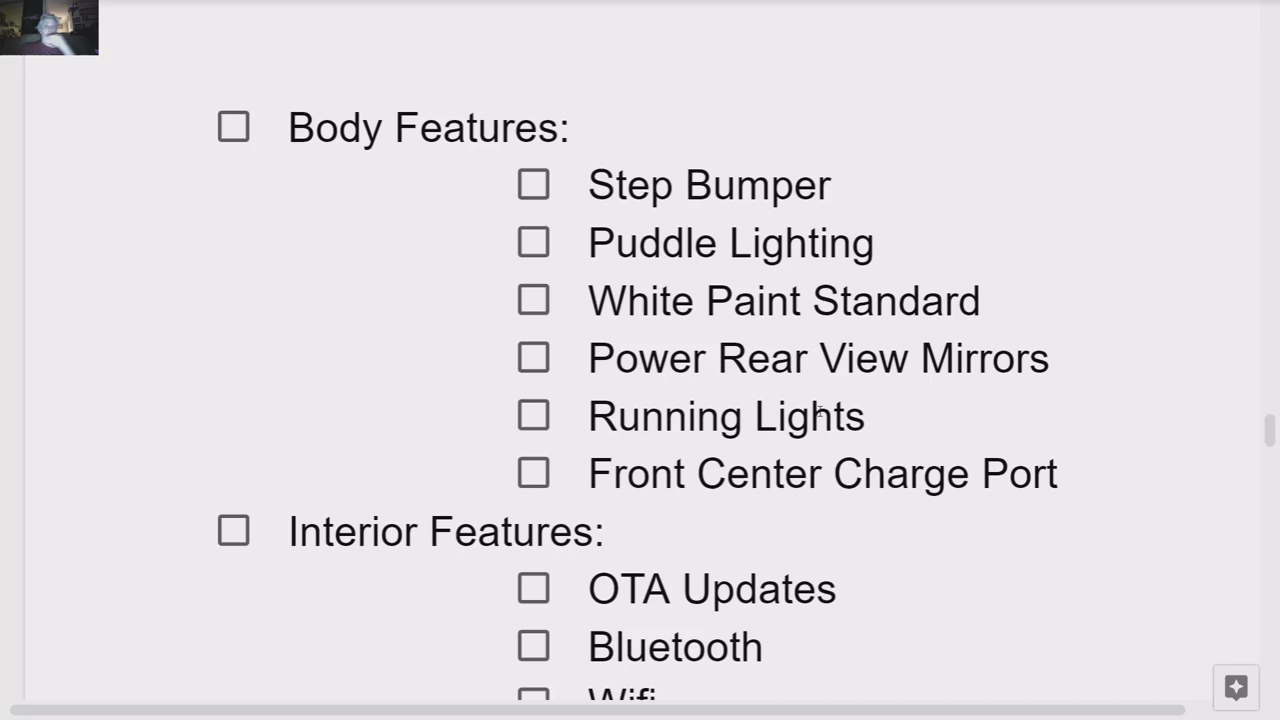 Body Features:
Step Bumper
Puddle Lighting
White Paint Standard
Power Rear View Mirrors
Running Lights
Front Center Charge Port
Interior Features:
OTA Updates
Bluetooth
Wifi